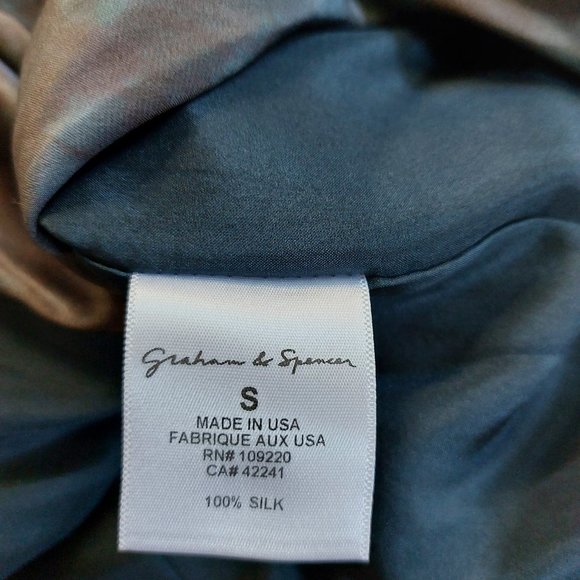 Graham & Spencer
S
MADE IN USA
FABRIQUE AUX USA
RN# 109220
CA# 42241
100% SILK